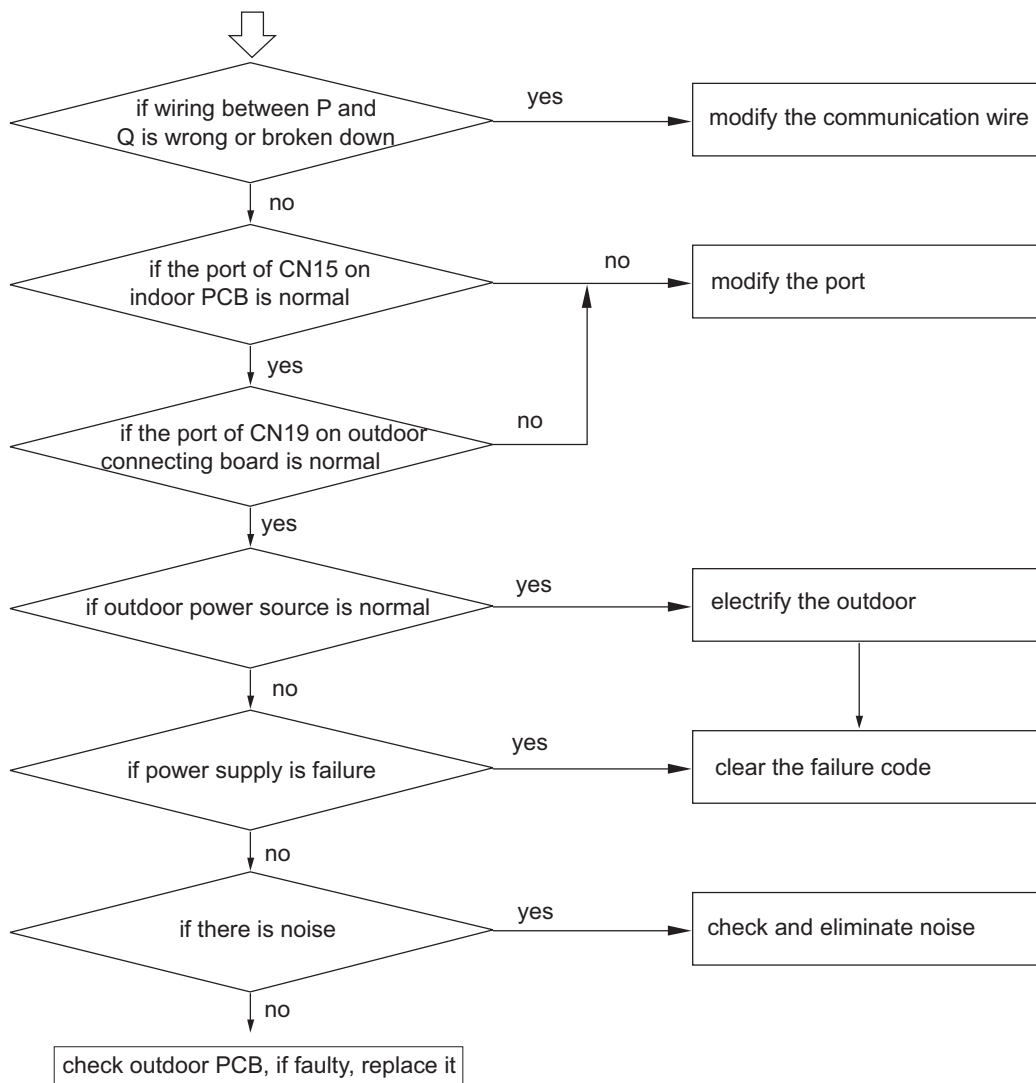 if wiring between P and
Q is wrong or broken down
yes
modify the communication wire
no
if the port of CN15 on
indoor PCB is normal
no
modify the port
yes
if the port of CN19 on outdoor
connecting board is normal
no
yes
if outdoor power source is normal
yes
electrify the outdoor
no
if power supply is failure
yes
clear the failure code
no
if there is noise
yes
check and eliminate noise
no
check outdoor PCB, if faulty, replace it